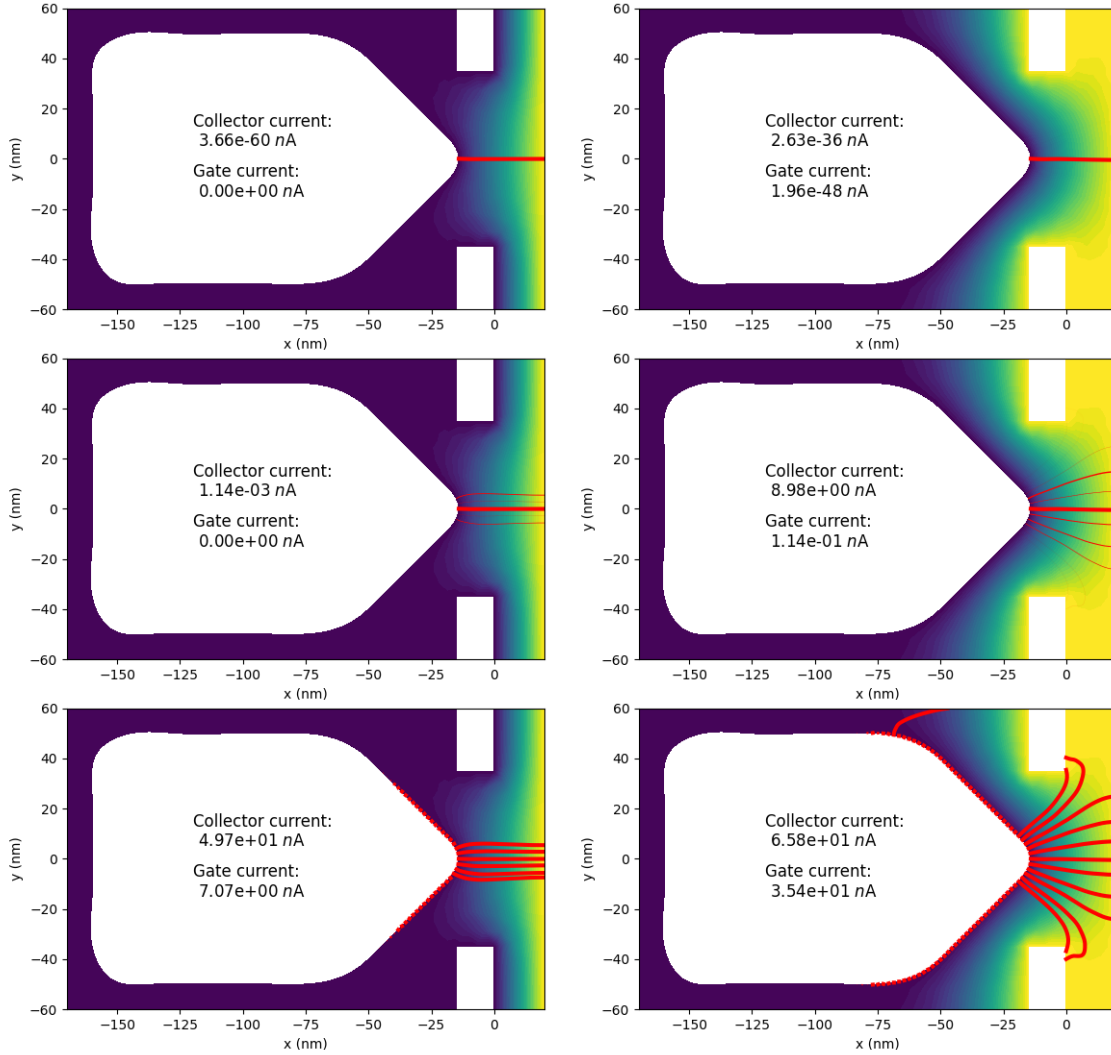 60
40
20
0
−20
−40
−60
y (nm)
Collector current:
3.66e-60 nA
Gate current:
0.00e+00 nA
−150 −125 −100 −75 −50 −25 0
x (nm)
60
40
20
0
−20
−40
−60
y (nm)
Collector current:
2.63e-36 nA
Gate current:
1.96e-48 nA
−150 −125 −100 −75 −50 −25 0
x (nm)
60
40
20
0
−20
−40
−60
y (nm)
Collector current:
1.14e-03 nA
Gate current:
0.00e+00 nA
−150 −125 −100 −75 −50 −25 0
x (nm)
60
40
20
0
−20
−40
−60
y (nm)
Collector current:
8.98e+00 nA
Gate current:
1.14e-01 nA
−150 −125 −100 −75 −50 −25 0
x (nm)
60
40
20
0
−20
−40
−60
y (nm)
Collector current:
4.97e+01 nA
Gate current:
7.07e+00 nA
−150 −125 −100 −75 −50 −25 0
x (nm)
60
40
20
0
−20
−40
−60
y (nm)
Collector current:
6.58e+01 nA
Gate current:
3.54e+01 nA
−150 −125 −100 −75 −50 −25 0
x (nm)